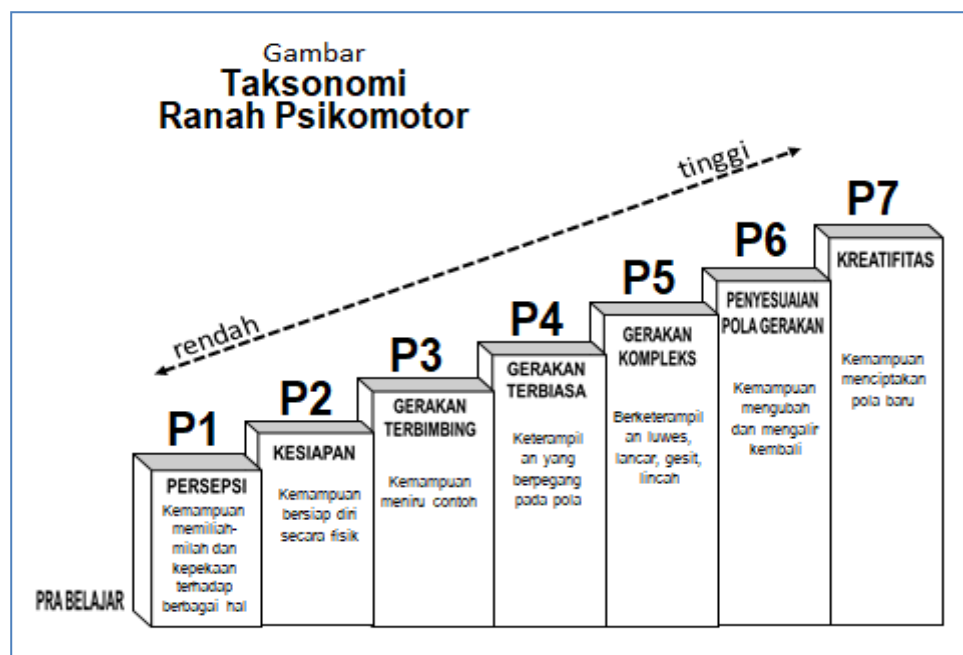 Gambar
Taksonomi
Ranah Psikomotor
rendah
tinggi
PRA BELAJAR
P1
PERSEPSI
Kemampuan
memiliah-
milah dan
kepekaan
terhadap
berbagai hal
P2
KESIAPAN
Kemampuan
bersiap diri
secara fisik
P3
GERAKAN
TERBIMBING
Kemampuan
meniru contoh
P4
GERAKAN
TERBIASA
Keterampil
an yang
berpegang
pada pola
P5
GERAKAN
KOMPLEKS
Berketerampil
an luwes,
lancar, gesit,
lincah
P6
PENYESUAIAN
POLA GERAKAN
Kemampuan
mengubah
dan mengalir
kembali
P7
KREATIFITAS
Kemampuan
menciptakan
pola baru